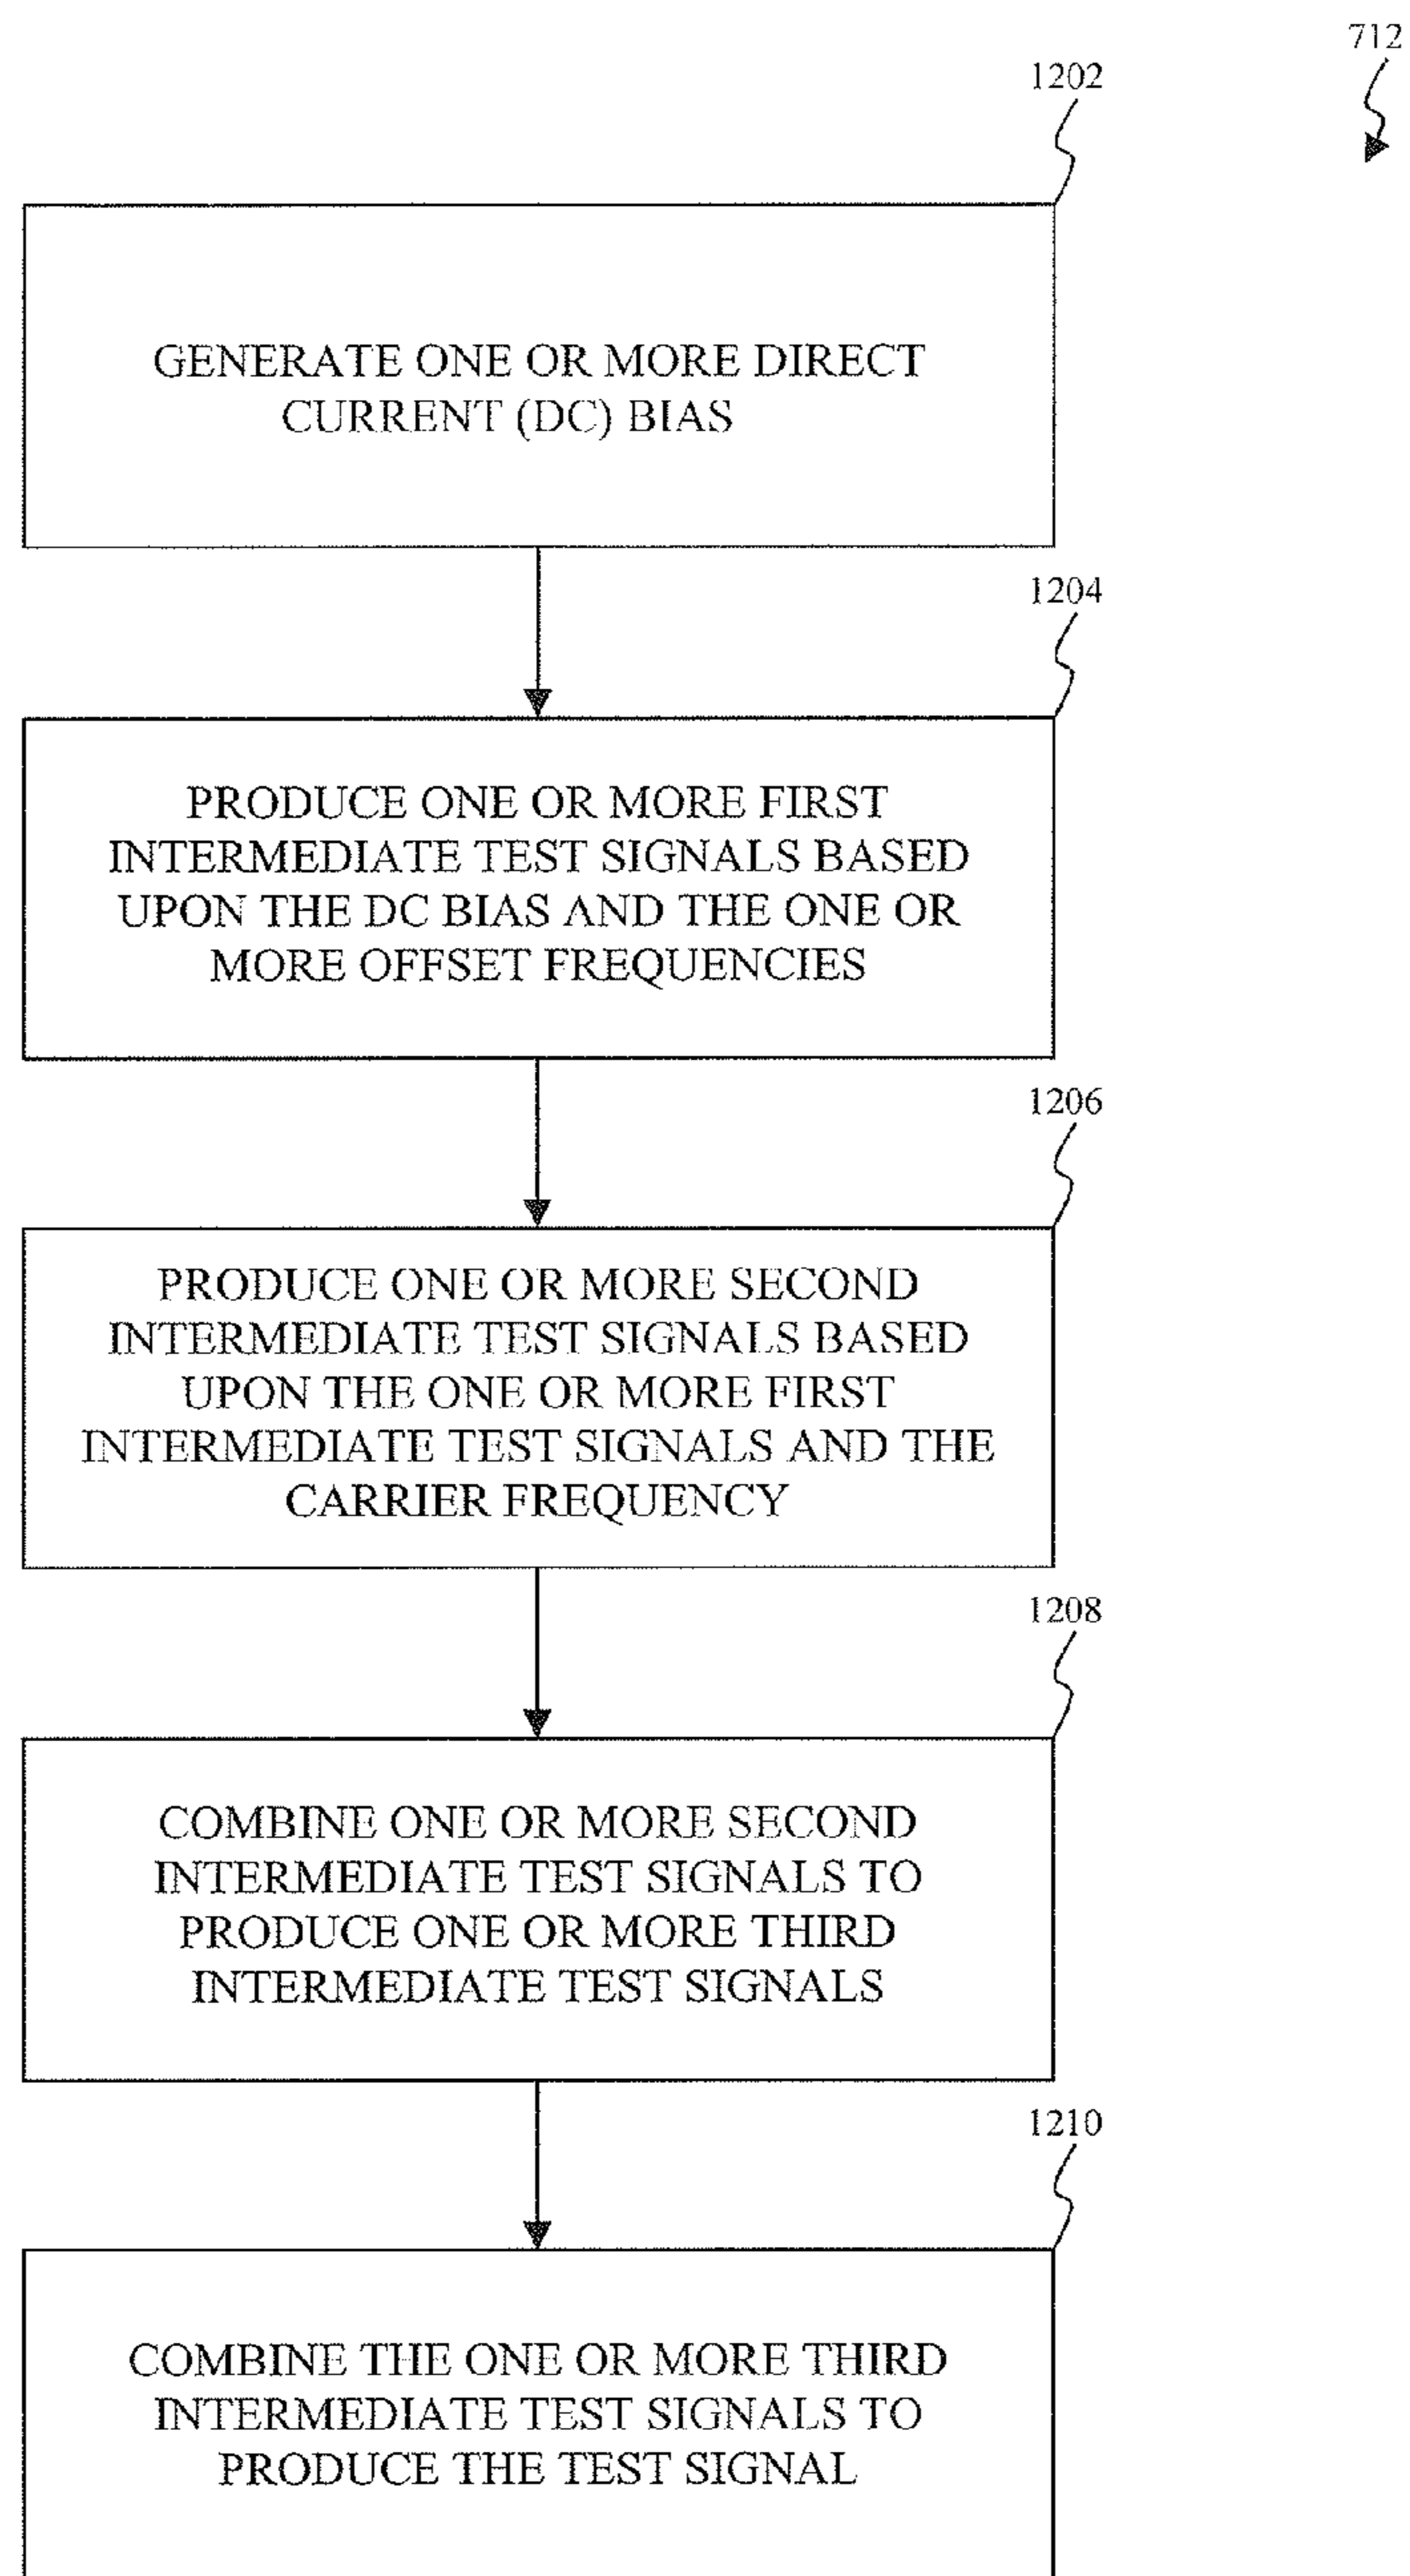 712
1202
GENERATE ONE OR MORE DIRECT
CURRENT (DC) BIAS
1204
PRODUCE ONE OR MORE FIRST
INTERMEDIATE TEST SIGNALS BASED
UPON THE DC BIAS AND THE ONE OR
MORE OFFSET FREQUENCIES
1206
PRODUCE ONE OR MORE SECOND
INTERMEDIATE TEST SIGNALS BASED
UPON THE ONE OR MORE FIRST
INTERMEDIATE TEST SIGNALS AND THE
CARRIER FREQUENCY
1208
COMBINE ONE OR MORE SECOND
INTERMEDIATE TEST SIGNALS TO
PRODUCE ONE OR MORE THIRD
INTERMEDIATE TEST SIGNALS
1210
COMBINE THE ONE OR MORE THIRD
INTERMEDIATE TEST SIGNALS TO
PRODUCE THE TEST SIGNAL